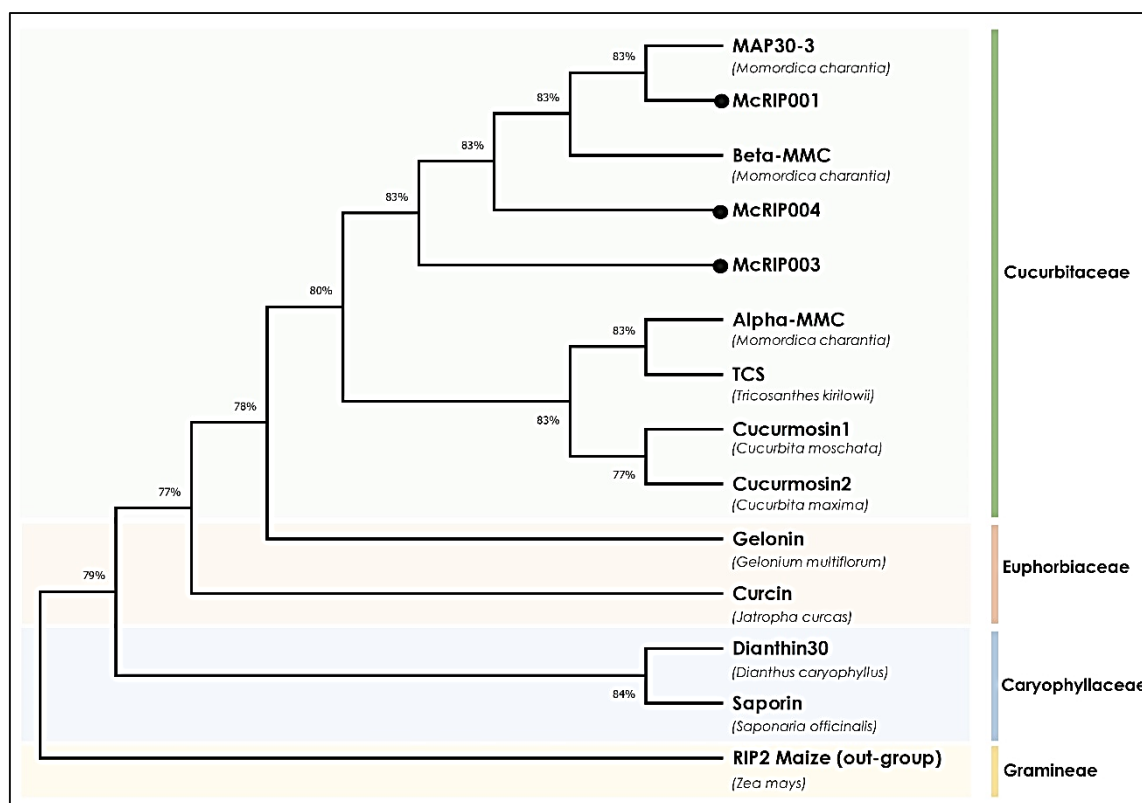 83%
MAP30-3
(Momordica charantia)
83%
McRIP001
83%
Beta-MMC
(Momordica charantia)
83%
McRIP004
83%
McRIP003
80%
Cucurbitaceae
Alpha-MMC
(Momordica charantia)
83%
TCS
(Tricosanthes kirilowii)
78%
83%
Cucurmosin1
(Cucurbita moschata)
77%
Cucurmosin2
(Cucurbita maxima)
77%
Gelonin
(Gelonium multiflorum)
Euphorbiaceae
79%
Curcin
(Jatropha curcas)
Dianthin30
(Dianthus caryophyllus)
Caryophyllaceae
84%
Saporin
(Saponaria officinalis)
RIP2 Maize (out-group)
(Zea mays)
Gramineae